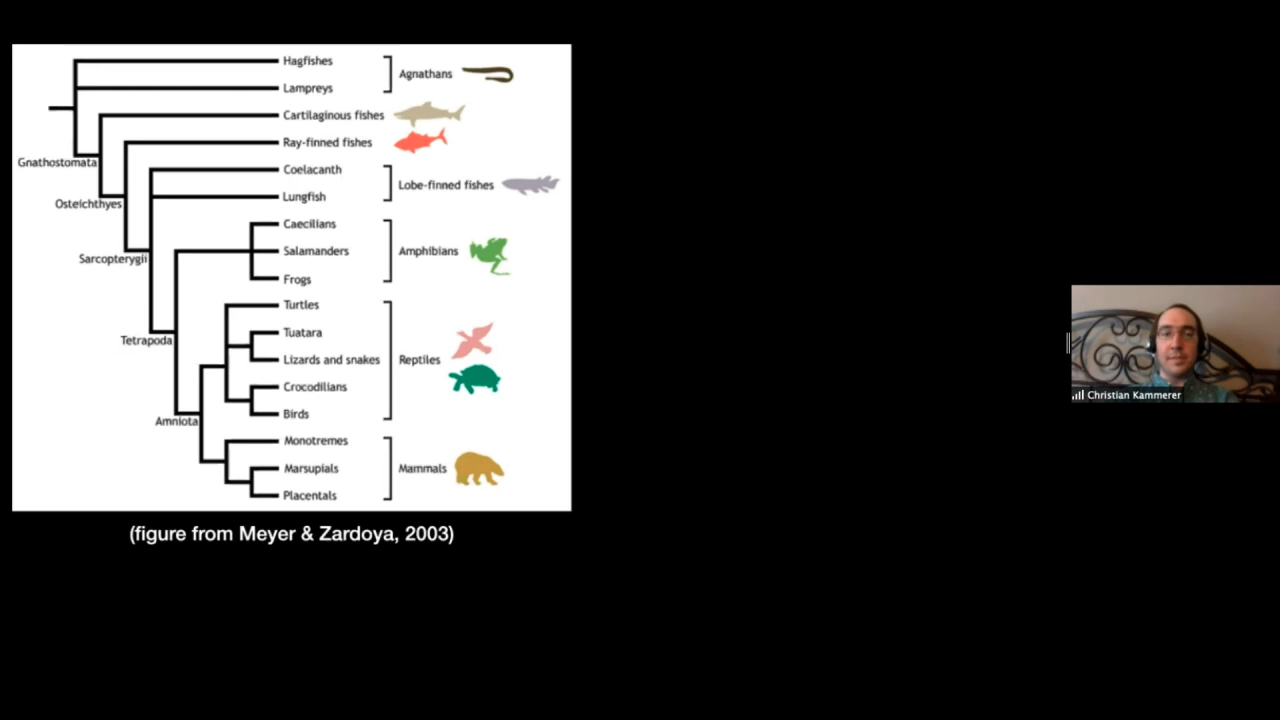 Hagfishes
Agnathans
Lampreys
Cartilaginous fishes
Ray-finned fishes
Gnathostomata
Coelacanth
Lobe-finned fishes
Lungfish
Osteichthyes
Caecilians
Salamanders
Amphibians
Sarcopterygii
Frogs
Turtles
Tuatara
Tetrapoda
Lizards and snakes
Reptiles
Crocodilians
Birds
Amniota
Monotremes
Marsupials
Mammals
Placentals
(figure from Meyer & Zardoya, 2003)
Christian Kammerer